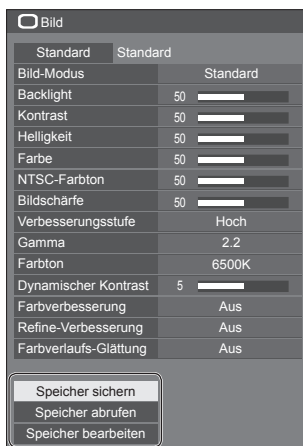 Bild
Standard Standard
Bild-Modus Standard
Backlight 50
Kontrast 50
Helligkeit 50
Farbe 50
NTSC-Farbton 50
Bildschärfe 50
Verbesserungsstufe Hoch
Gamma 2.2
Farbton 6500K
Dynamischer Kontrast 5
Farbverbesserung Aus
Refine-Verbesserung Aus
Farbverlaufs-Glättung Aus
Speicher sichern
Speicher abrufen
Speicher bearbeiten